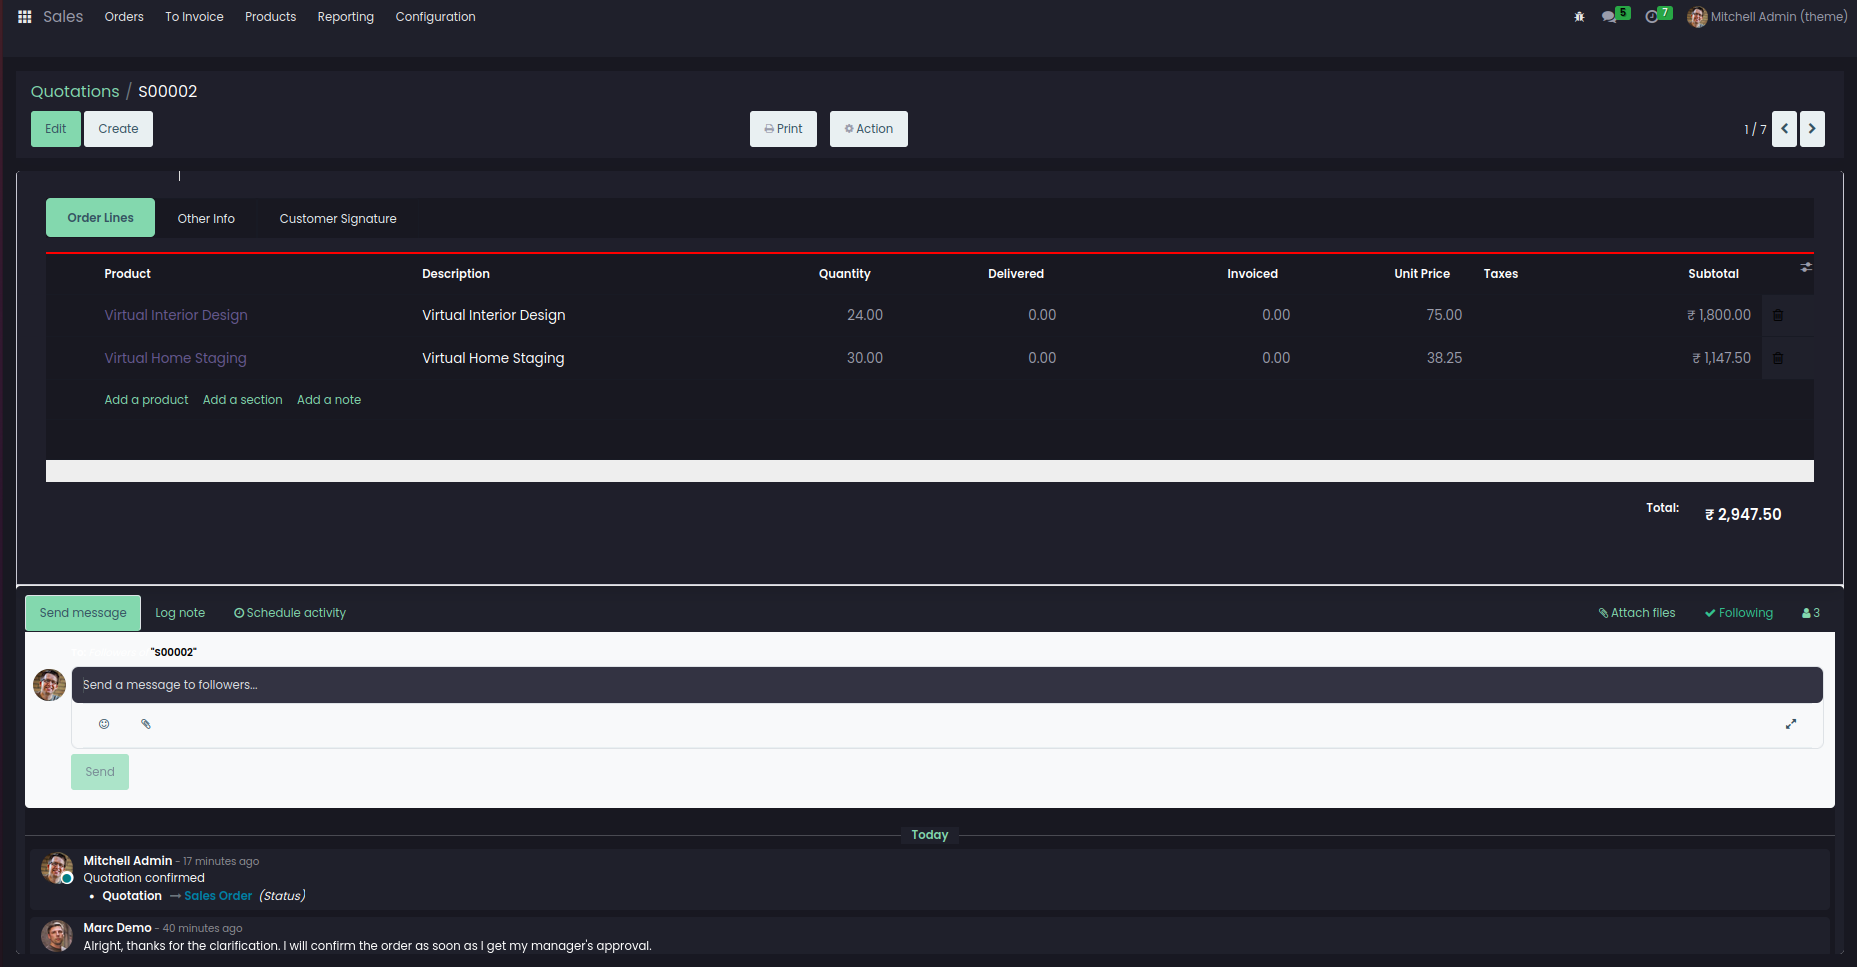 Sales Orders To Invoice Products Reporting Configuration 5 7 Mitchell Admin (theme)
Quotations / S00002
Edit Create Print Action 1 / 7
Order Lines Other Info Customer Signature
Product Description Quantity Delivered Invoiced Unit Price Taxes Subtotal
Virtual Interior Design Virtual Interior Design 24.00 0.00 0.00 75.00 ₹ 1,800.00
Virtual Home Staging Virtual Home Staging 30.00 0.00 0.00 38.25 ₹ 1,147.50
Add a product Add a section Add a note
Total: ₹ 2,947.50
Send message Log note Schedule activity Attach files Following 3
"S00002"
Send a message to followers...
Send
Today
Mitchell Admin - 17 minutes ago
Quotation confirmed
• Quotation → Sales Order (Status)
Marc Demo - 40 minutes ago
Alright, thanks for the clarification. I will confirm the order as soon as I get my manager's approval.